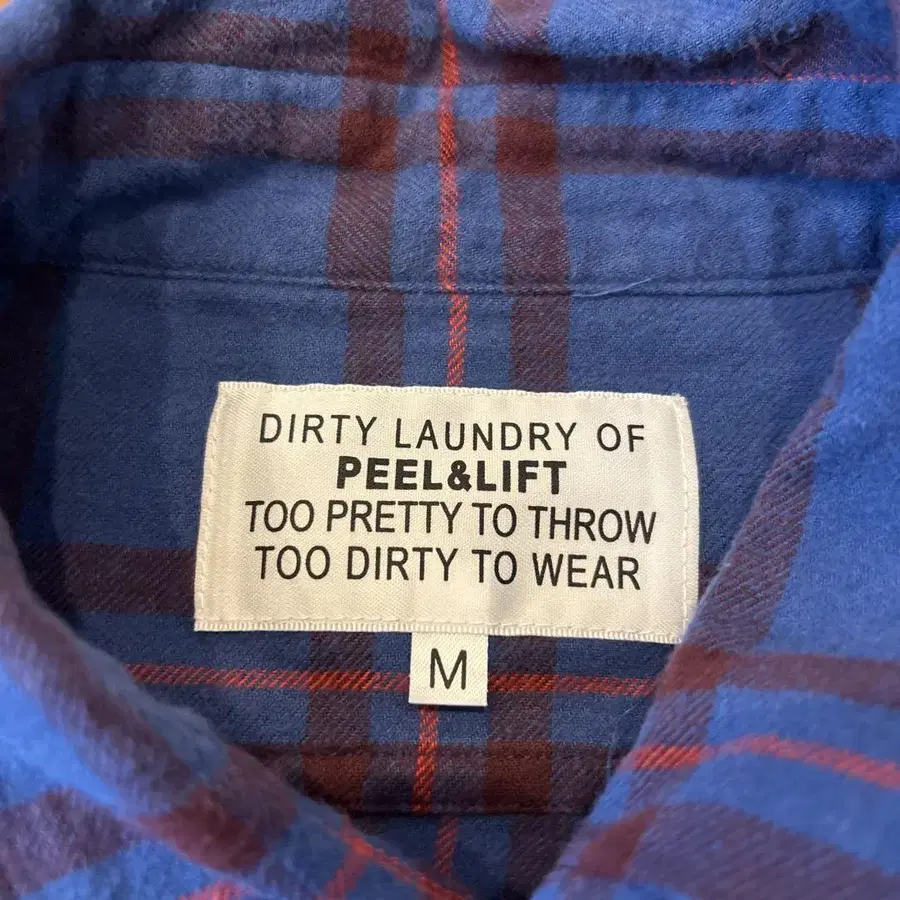 DIRTY LAUNDRY OF
PEEL&LIFT
TOO PRETTY TO THROW
TOO DIRTY TO WEAR
M